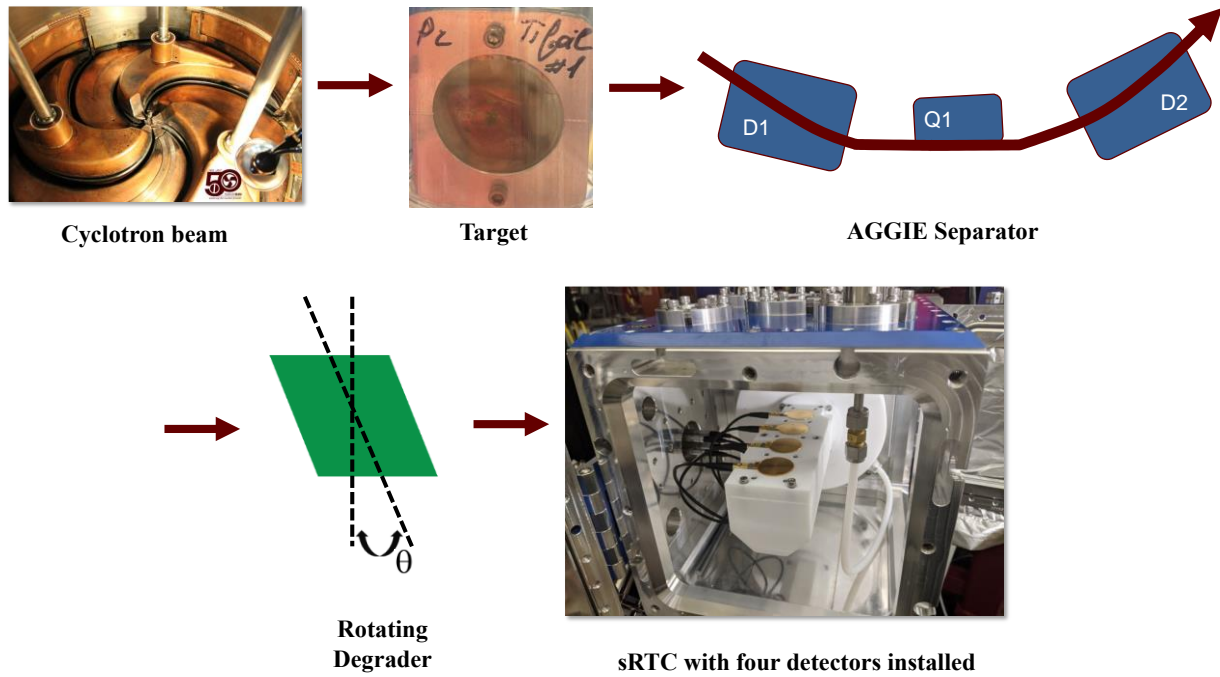 Pz Ti foil
#1
D1
Q1
D2
50
Cyclotron beam
Target
AGGIE Separator
θ
Rotating
Degrader
sRTC with four detectors installed